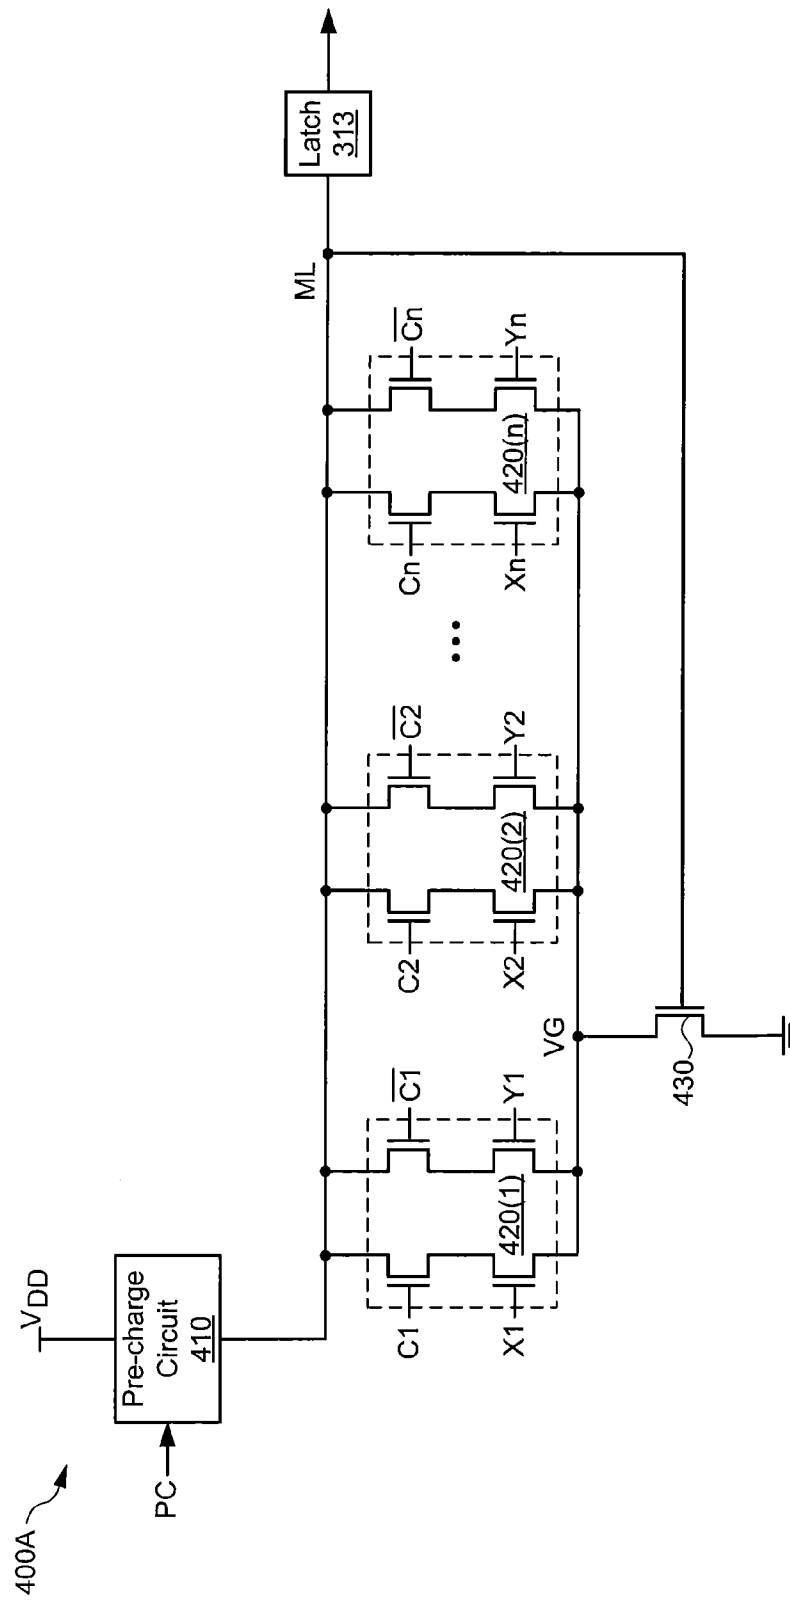 400A
PC
VDD
Pre-charge
Circuit
410
C1
C̅1̅
X1
420(1)
Y1
VG
430
C2
C̅2̅
X2
420(2)
Y2
Cn
C̅n̅
Xn
420(n)
Yn
ML
Latch
313